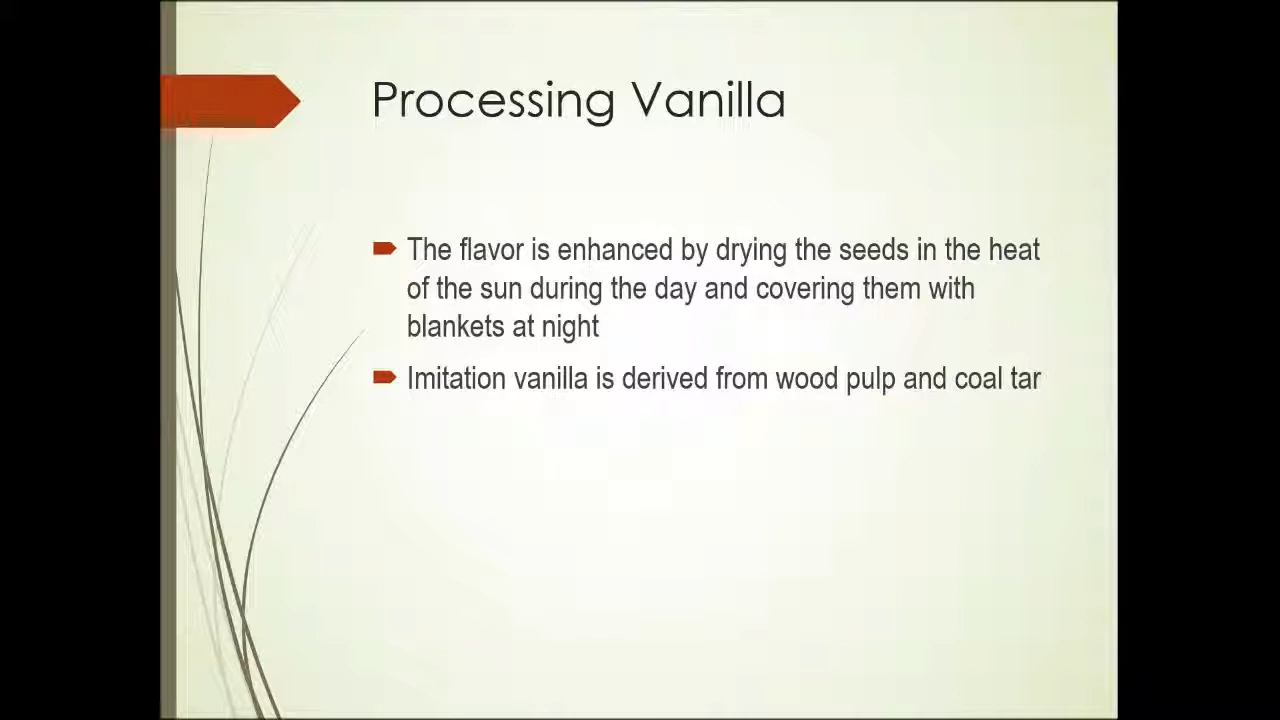 Processing Vanilla
The flavor is enhanced by drying the seeds in the heat
of the sun during the day and covering them with
blankets at night
Imitation vanilla is derived from wood pulp and coal tar